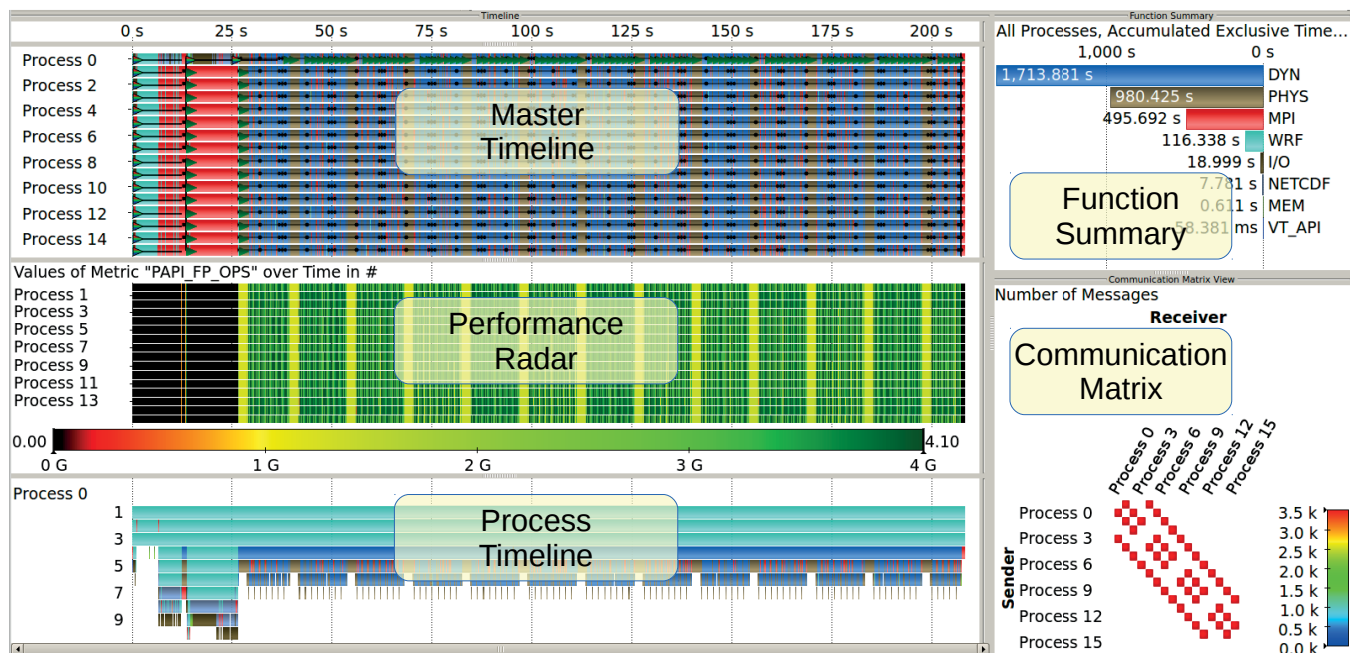 Timeline
0 s 25 s 50 s 75 s 100 s 125 s 150 s 175 s 200 s
Process 0
Process 2
Process 4
Process 6
Process 8
Process 10
Process 12
Process 14
Master
Timeline
Values of Metric "PAPI_FP_OPS" over Time in #
Process 1
Process 3
Process 5
Process 7
Process 9
Process 11
Process 13
Performance
Radar
0.00 4.10
0 G 1 G 2 G 3 G 4 G
Process 0
1
3
5
7
9
Process
Timeline
Function Summary
All Processes, Accumulated Exclusive Time...
1,000 s 0 s
1,713.881 s DYN
980.425 s PHYS
495.692 s MPI
116.338 s WRF
18.999 s I/O
7.781 s NETCDF
0.611 s MEM
58.381 ms VT_API
Function
Summary
Communication Matrix View
Number of Messages
Receiver
Communication
Matrix
Process 0
Process 3
Process 6
Process 9
Process 12
Process 15
Sender
Process 0
Process 3
Process 6
Process 9
Process 12
Process 15
3.5 k
3.0 k
2.5 k
2.0 k
1.5 k
1.0 k
0.5 k
0.0 k